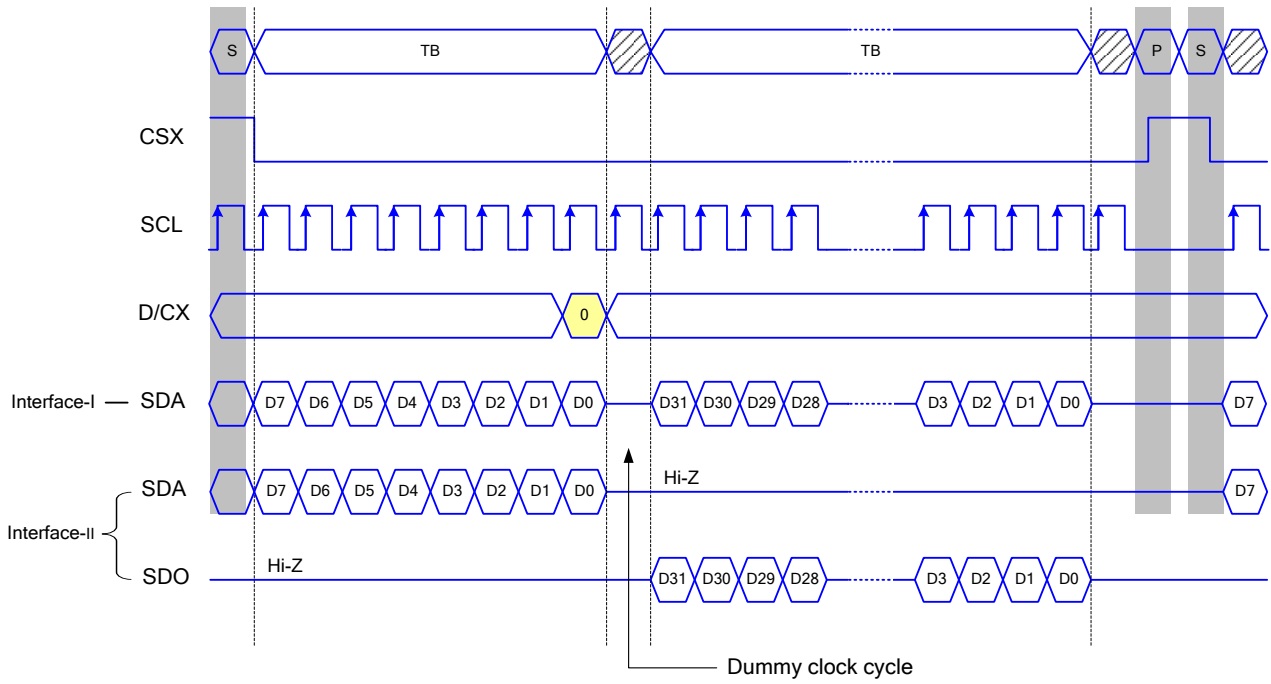 S TB TB P S
CSX
SCL
D/CX 0
Interface-I SDA D7 D6 D5 D4 D3 D2 D1 D0 D31 D30 D29 D28 D3 D2 D1 D0 D7
SDA D7 D6 D5 D4 D3 D2 D1 D0 Hi-Z D7
Interface-II
SDO Hi-Z D31 D30 D29 D28 D3 D2 D1 D0
Dummy clock cycle